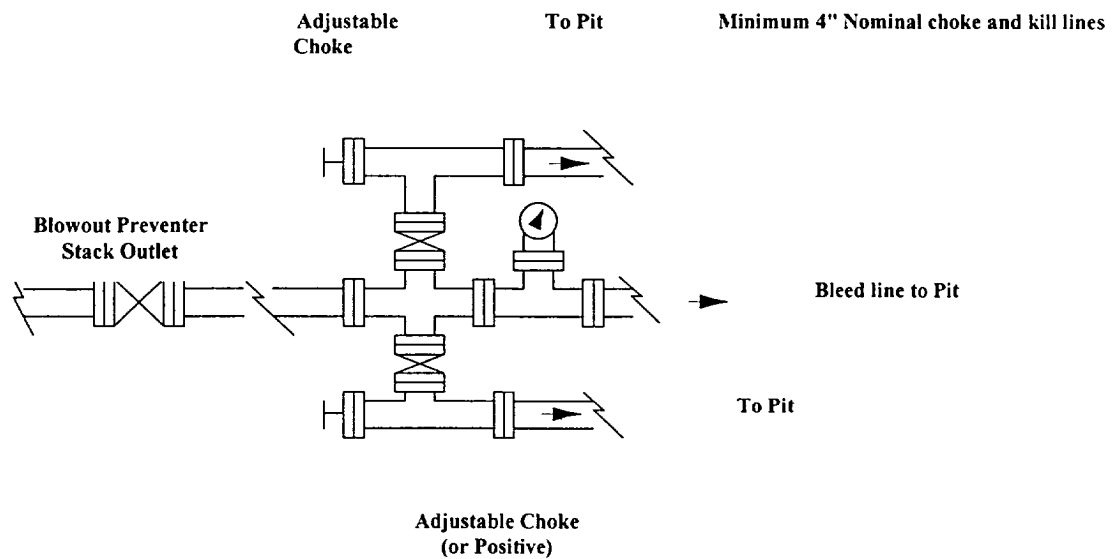 Adjustable
Choke
To Pit
Minimum 4" Nominal choke and kill lines
Blowout Preventer
Stack Outlet
Bleed line to Pit
To Pit
Adjustable Choke
(or Positive)